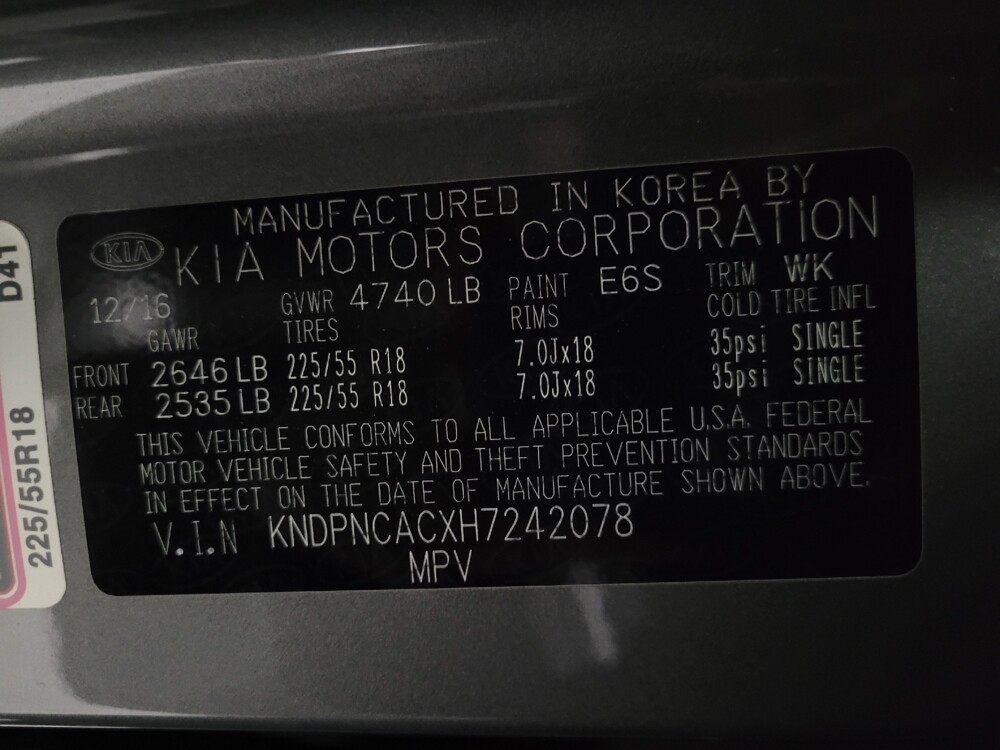 MANUFACTURED IN KOREA BY
KIA KIA MOTORS CORPORATION
12/16 GVWR 4740 LB PAINT E6S TRIM WK
GAWR TIRES RIMS COLD TIRE INFL
FRONT 2646 LB 225/55 R18 7.0Jx18 35psi SINGLE
REAR 2535 LB 225/55 R18 7.0Jx18 35psi SINGLE
THIS VEHICLE CONFORMS TO ALL APPLICABLE U.S.A. FEDERAL
MOTOR VEHICLE SAFETY AND THEFT PREVENTION STANDARDS
IN EFFECT ON THE DATE OF MANUFACTURE SHOWN ABOVE.
V.I.N KNDPNCACXH7242078
MPV
225/55R18
D41